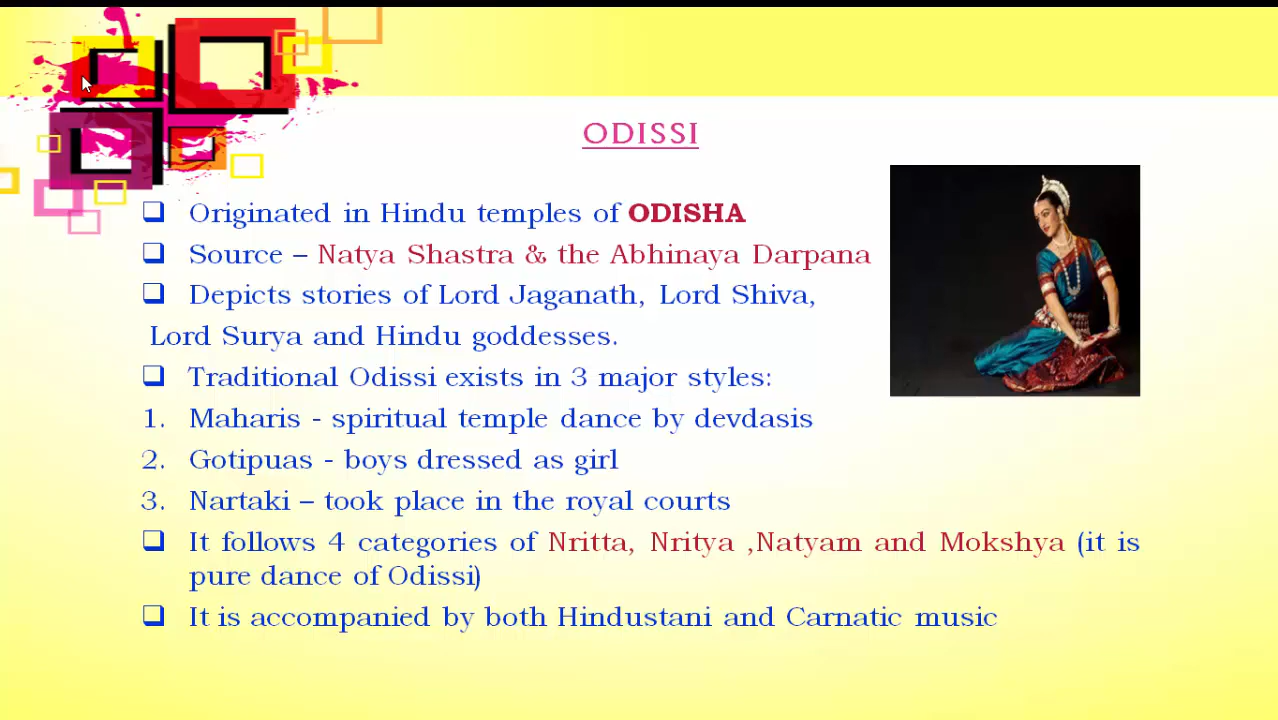 ODISSI
❑ Originated in Hindu temples of ODISHA
❑ Source – Natya Shastra & the Abhinaya Darpana
❑ Depicts stories of Lord Jaganath, Lord Shiva,
Lord Surya and Hindu goddesses.
❑ Traditional Odissi exists in 3 major styles:
1. Maharis - spiritual temple dance by devdasis
2. Gotipuas - boys dressed as girl
3. Nartaki – took place in the royal courts
❑ It follows 4 categories of Nritta, Nritya ,Natyam and Mokshya (it is
pure dance of Odissi)
❑ It is accompanied by both Hindustani and Carnatic music